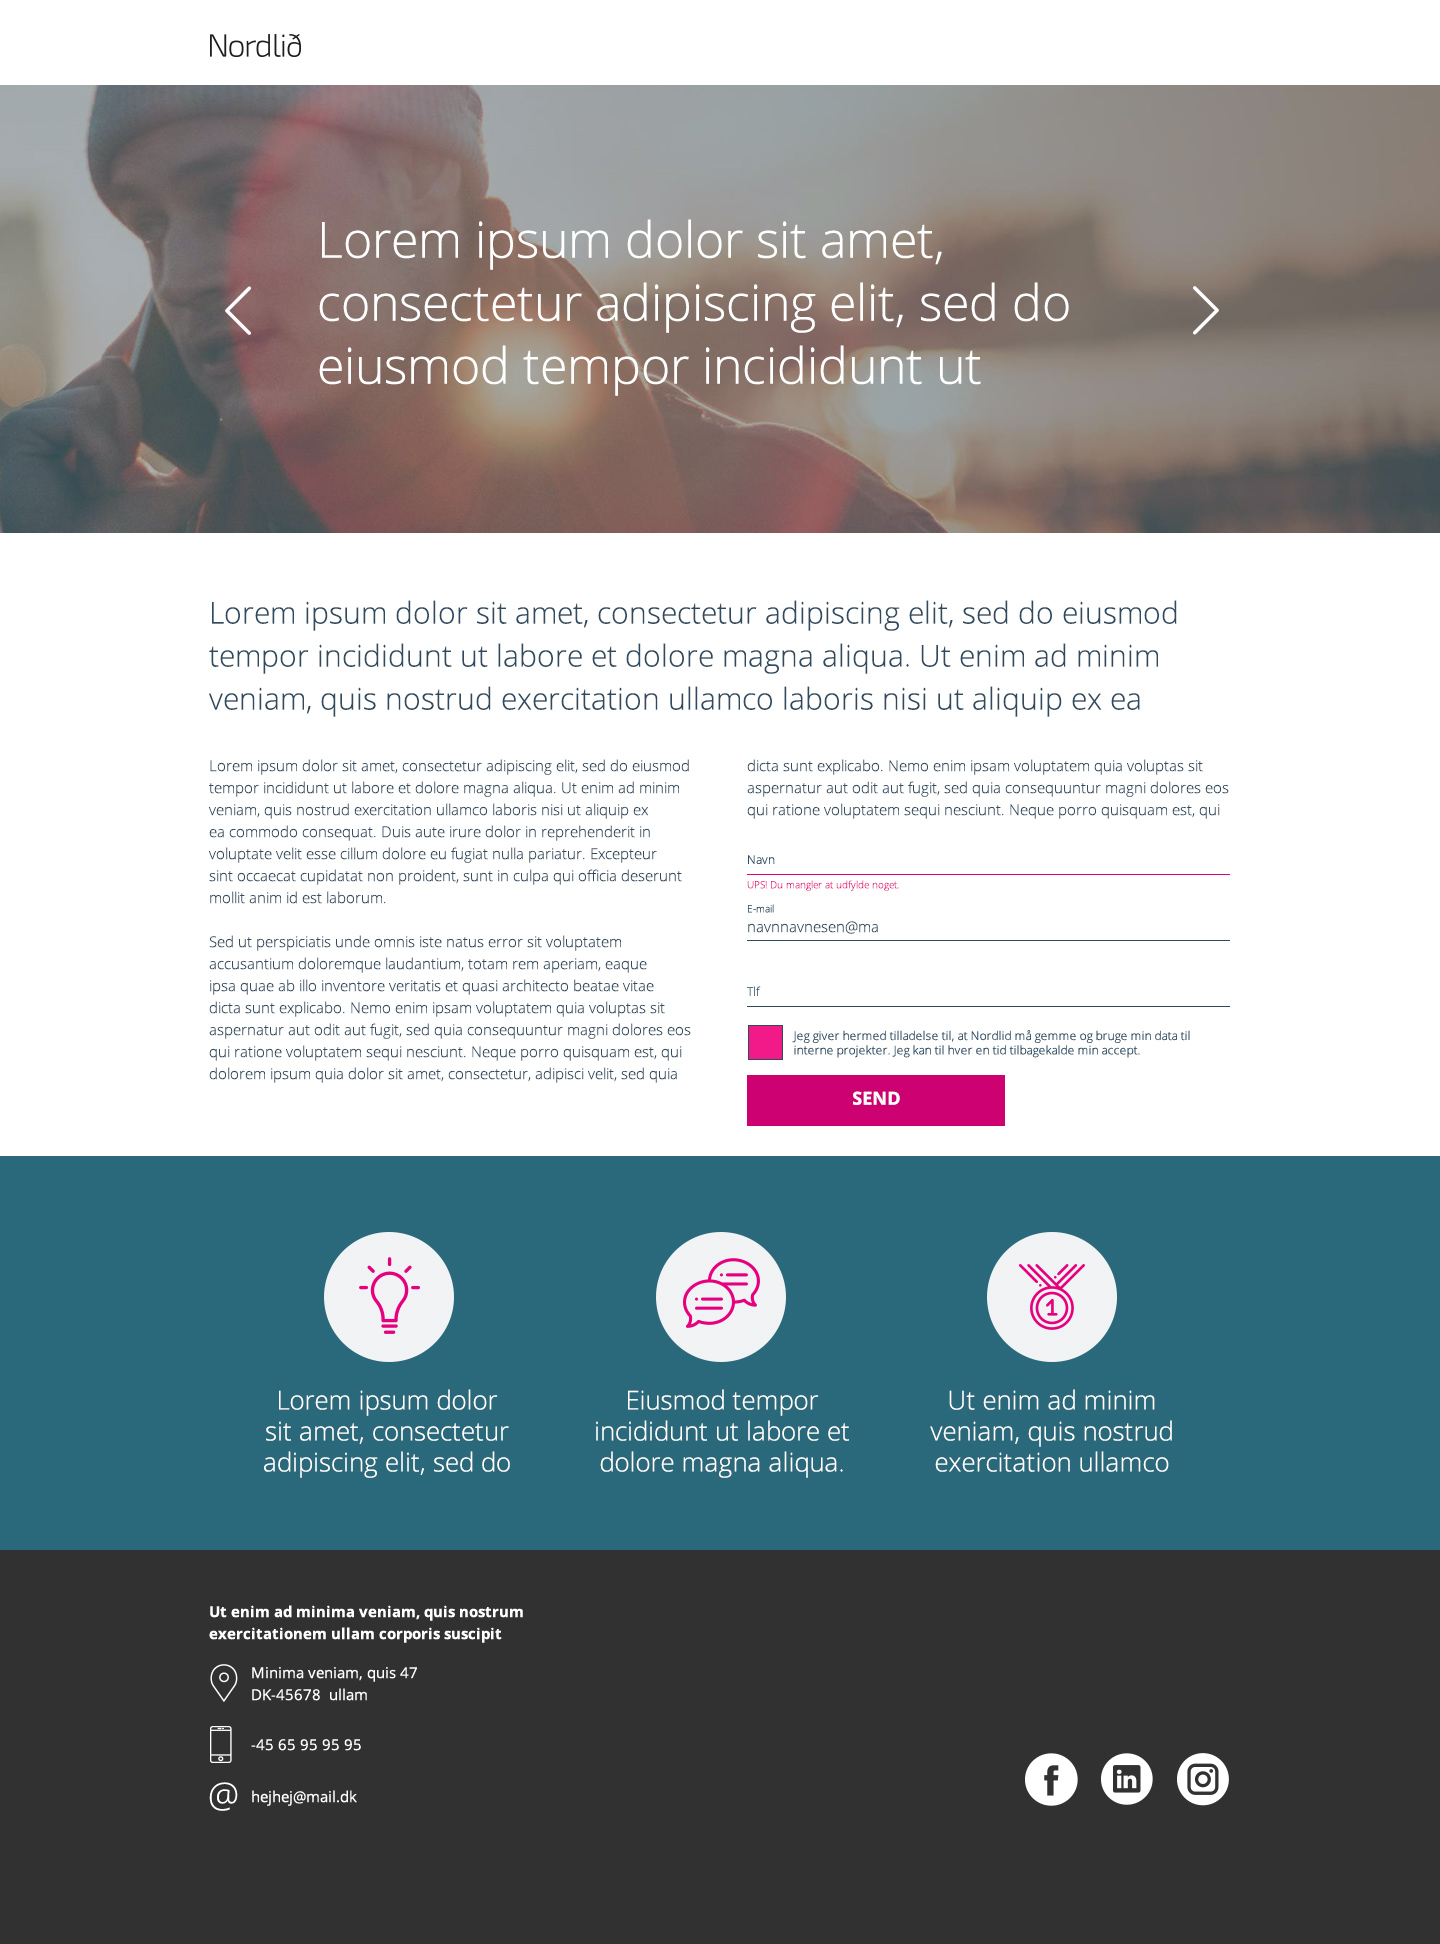 Nordlið
Lorem ipsum dolor sit amet,
consectetur adipiscing elit, sed do
eiusmod tempor incididunt ut
Lorem ipsum dolor sit amet, consectetur adipiscing elit, sed do eiusmod
tempor incididunt ut labore et dolore magna aliqua. Ut enim ad minim
veniam, quis nostrud exercitation ullamco laboris nisi ut aliquip ex ea
Lorem ipsum dolor sit amet, consectetur adipiscing elit, sed do eiusmod
tempor incididunt ut labore et dolore magna aliqua. Ut enim ad minim
veniam, quis nostrud exercitation ullamco laboris nisi ut aliquip ex
ea commodo consequat. Duis aute irure dolor in reprehenderit in
voluptate velit esse cillum dolore eu fugiat nulla pariatur. Excepteur
sint occaecat cupidatat non proident, sunt in culpa qui officia deserunt
mollit anim id est laborum.
Sed ut perspiciatis unde omnis iste natus error sit voluptatem
accusantium doloremque laudantium, totam rem aperiam, eaque
ipsa quae ab illo inventore veritatis et quasi architecto beatae vitae
dicta sunt explicabo. Nemo enim ipsam voluptatem quia voluptas sit
aspernatur aut odit aut fugit, sed quia consequuntur magni dolores eos
qui ratione voluptatem sequi nesciunt. Neque porro quisquam est, qui
dolorem ipsum quia dolor sit amet, consectetur, adipisci velit, sed quia
dicta sunt explicabo. Nemo enim ipsam voluptatem quia voluptas sit
aspernatur aut odit aut fugit, sed quia consequuntur magni dolores eos
qui ratione voluptatem sequi nesciunt. Neque porro quisquam est, qui
Navn
UPS! Du mangler at udfylde noget.
E-mail
navnnavnesen@ma
Tlf
Jeg giver hermed tilladelse til, at Nordlid må gemme og bruge min data til
interne projekter. Jeg kan til hver en tid tilbagekalde min accept.
SEND
1
Lorem ipsum dolor
sit amet, consectetur
adipiscing elit, sed do
Eiusmod tempor
incididunt ut labore et
dolore magna aliqua.
Ut enim ad minim
veniam, quis nostrud
exercitation ullamco
Ut enim ad minima veniam, quis nostrum
exercitationem ullam corporis suscipit
Minima veniam, quis 47
DK-45678  ullam
-45 65 95 95 95
@ hejhej@mail.dk
f
in